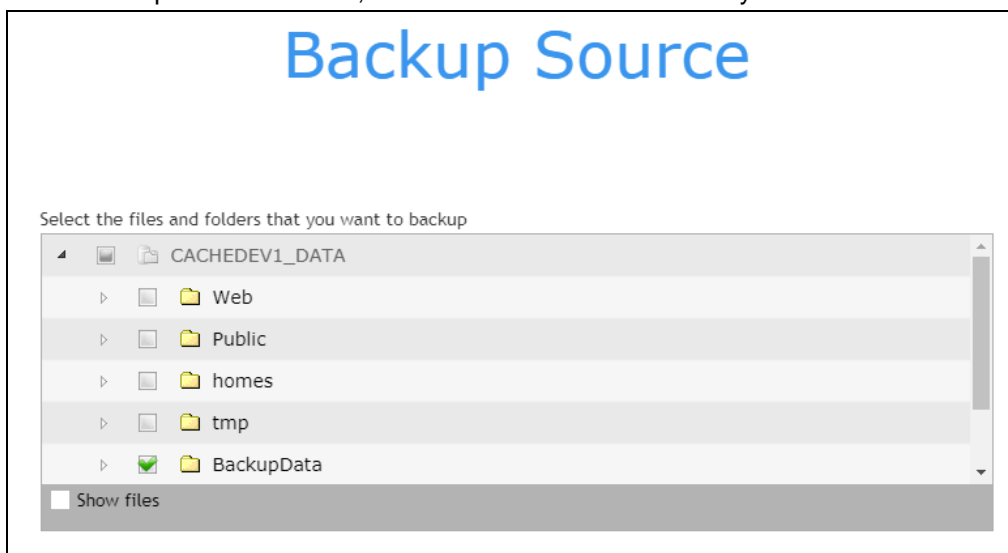 Backup Source
Select the files and folders that you want to backup
CACHEDEV1_DATA
Web
Public
homes
tmp
BackupData
Show files